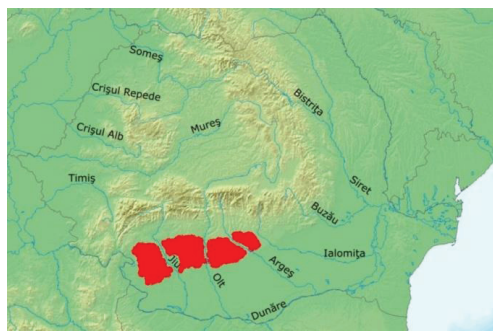 Someș
Crișul Repede
Bistrița
Crișul Alb
Mureș
Timiș
Siret
Buzău
Ialomița
Jiu
Argeș
Olt
Dunăre